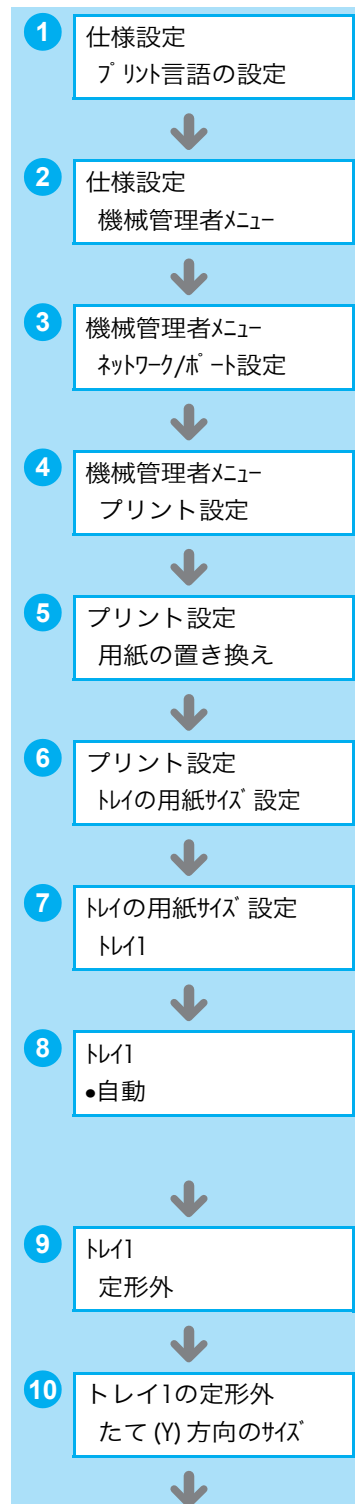 1
仕様設定
ﾌﾟﾘﾝﾄ言語の設定
2
仕様設定
機械管理者ﾒﾆｭｰ
3
機械管理者ﾒﾆｭｰ
ﾈｯﾄﾜｰｸ/ﾎﾟｰﾄ設定
4
機械管理者ﾒﾆｭｰ
プリント設定
5
プリント設定
用紙の置き換え
6
プリント設定
ﾄﾚｲの用紙ｻｲｽﾞ設定
7
ﾄﾚｲの用紙ｻｲｽﾞ設定
ﾄﾚｲ1
8
ﾄﾚｲ1
•自動
9
ﾄﾚｲ1
定形外
10
トレイ1の定形外
たて(Y)方向のｻｲｽﾞ